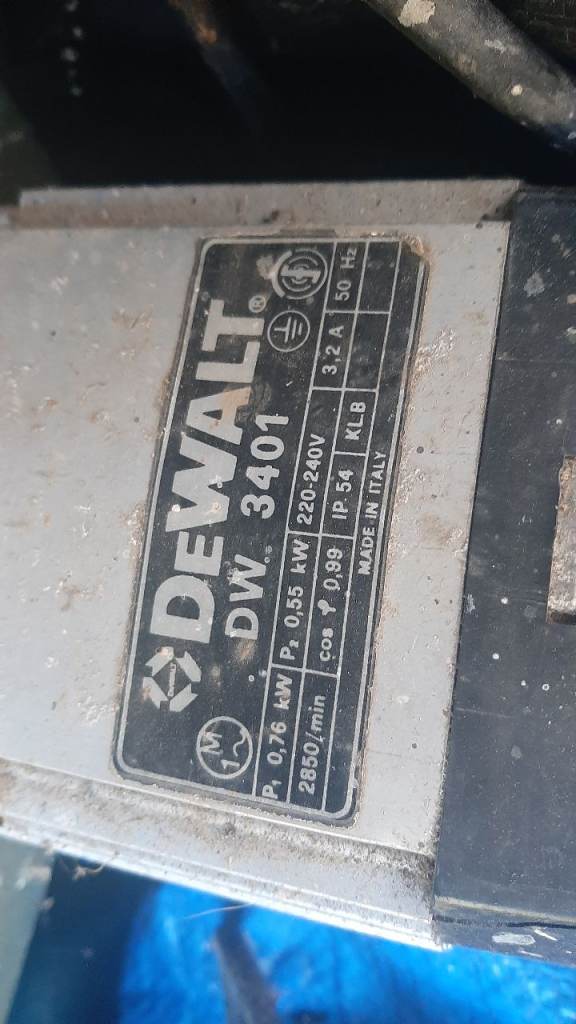 DEWALT®
DW 3401
M
1~
P₁ 0,76 kW P₂ 0,55 kW 220-240V 3,2 A 50 Hz
2850/min cos φ 0,99 IP 54 KLB
MADE IN ITALY